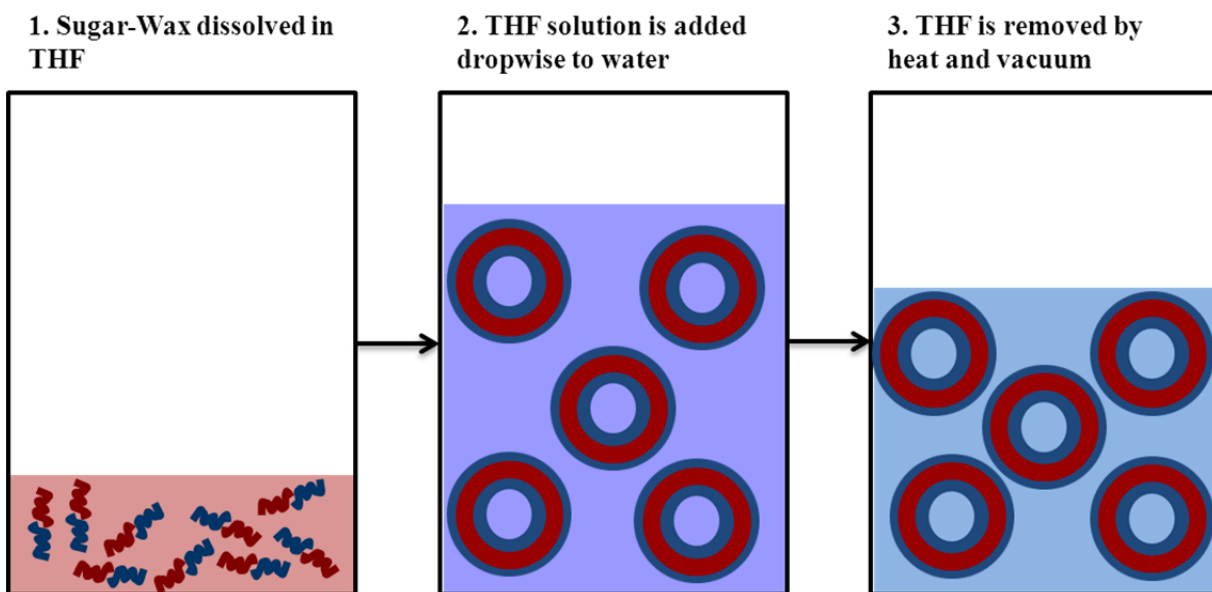 1. Sugar-Wax dissolved in
THF
2. THF solution is added
dropwise to water
3. THF is removed by
heat and vacuum